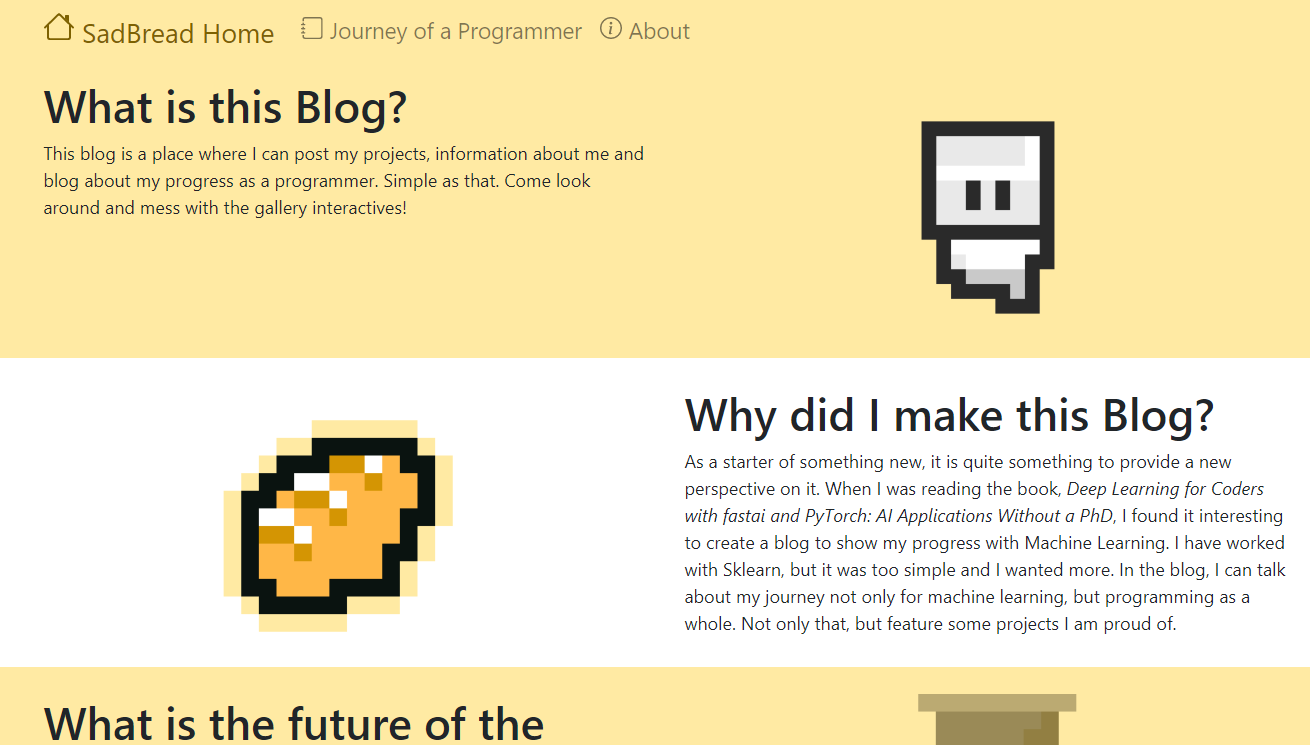 SadBread Home Journey of a Programmer About
What is this Blog?
This blog is a place where I can post my projects, information about me and
blog about my progress as a programmer. Simple as that. Come look
around and mess with the gallery interactives!
Why did I make this Blog?
As a starter of something new, it is quite something to provide a new
perspective on it. When I was reading the book, Deep Learning for Coders
with fastai and PyTorch: AI Applications Without a PhD, I found it interesting
to create a blog to show my progress with Machine Learning. I have worked
with Sklearn, but it was too simple and I wanted more. In the blog, I can talk
about my journey not only for machine learning, but programming as a
whole. Not only that, but feature some projects I am proud of.
What is the future of the